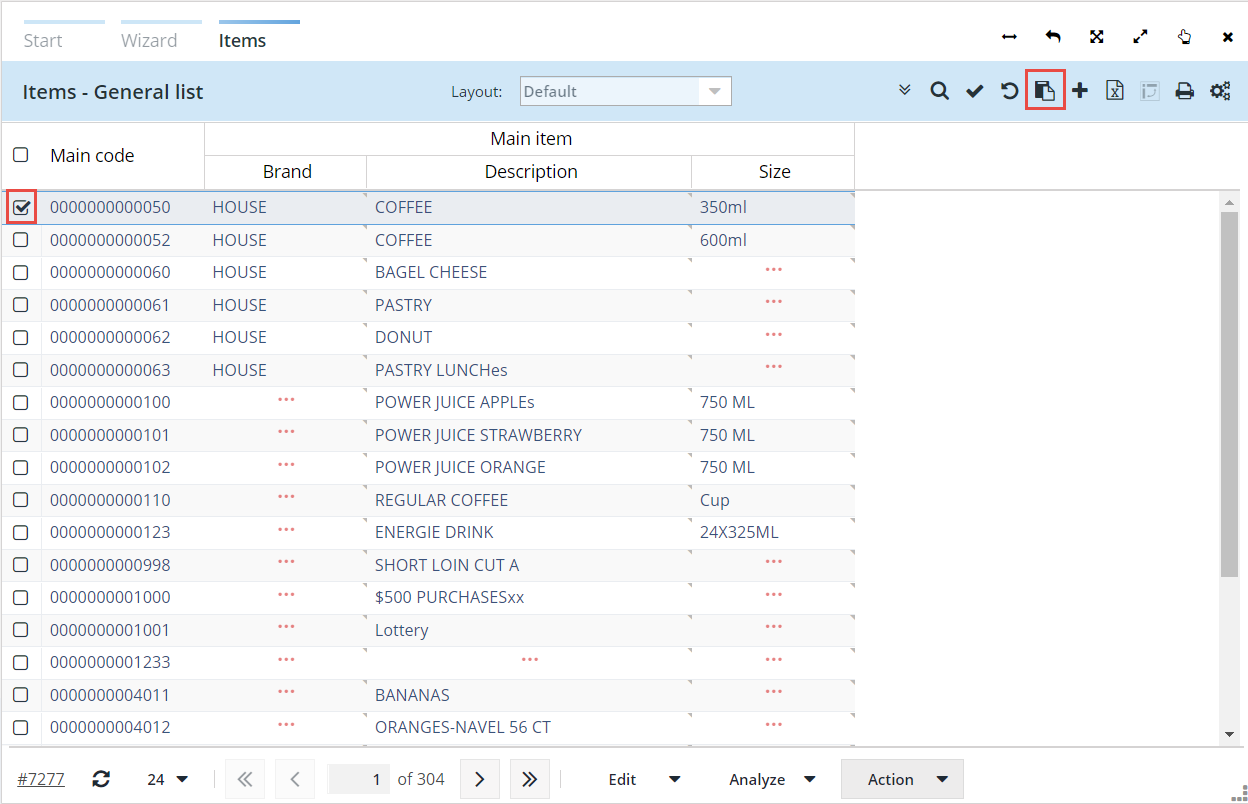 Start Wizard Items
Items - General list Layout: Default
Main code Main item
Brand Description Size
0000000000050 HOUSE COFFEE 350ml
0000000000052 HOUSE COFFEE 600ml
0000000000060 HOUSE BAGEL CHEESE ...
0000000000061 HOUSE PASTRY ...
0000000000062 HOUSE DONUT ...
0000000000063 HOUSE PASTRY LUNCHes ...
0000000000100 ... POWER JUICE APPLEs 750 ML
0000000000101 ... POWER JUICE STRAWBERRY 750 ML
0000000000102 ... POWER JUICE ORANGE 750 ML
0000000000110 ... REGULAR COFFEE Cup
0000000000123 ... ENERGIE DRINK 24X325ML
0000000000998 ... SHORT LOIN CUT A ...
0000000001000 ... $500 PURCHASESxx ...
0000000001001 ... Lottery ...
0000000001233 ... ... ...
0000000004011 ... BANANAS ...
0000000004012 ... ORANGES-NAVEL 56 CT ...
#7277 24 1 of 304 Edit Analyze Action